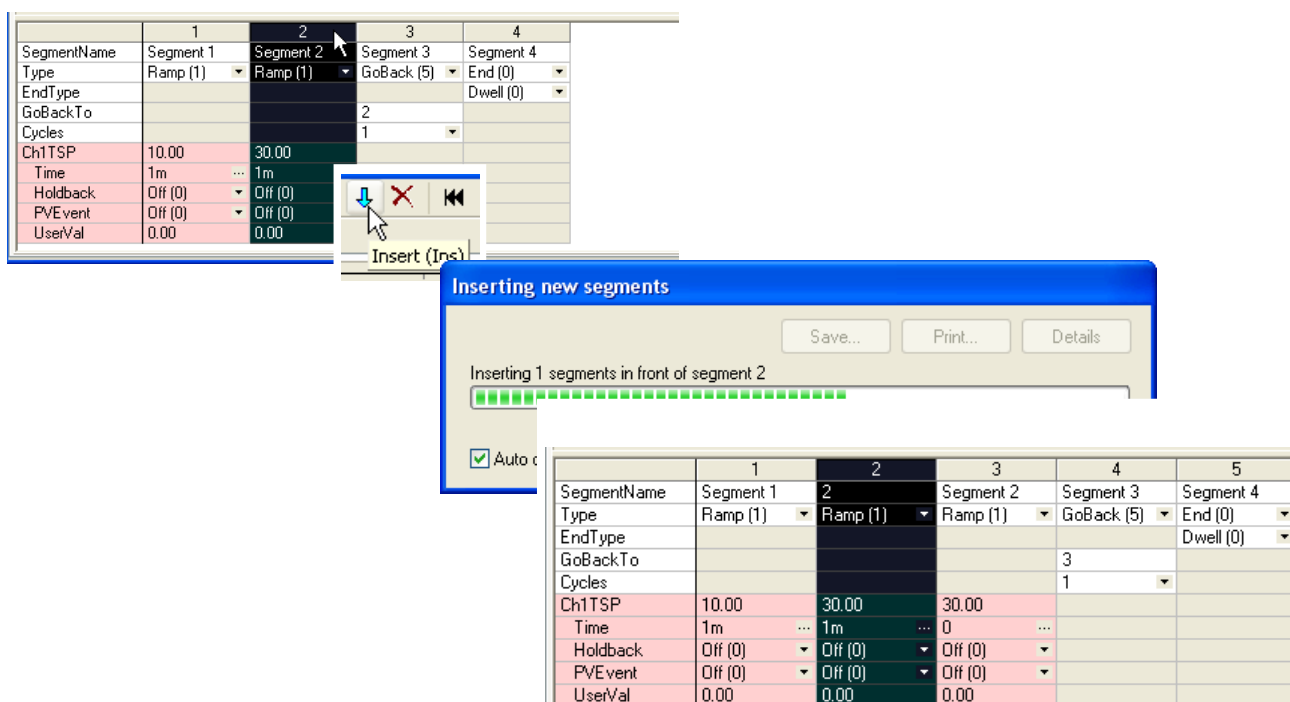 1 2 3 4
SegmentName Segment 1 Segment 2 Segment 3 Segment 4
Type Ramp (1) Ramp (1) GoBack (5) End (0)
EndType Dwell (0)
GoBackTo 2
Cycles 1
Ch1TSP 10.00 30.00
Time 1m ... 1m
Holdback Off (0) Off (0)
PVEvent Off (0) Off (0)
UserVal 0.00 0.00
Insert (Ins)
Inserting new segments
Save... Print... Details
Inserting 1 segments in front of segment 2
Auto
1 2 3 4 5
SegmentName Segment 1 2 Segment 2 Segment 3 Segment 4
Type Ramp (1) Ramp (1) Ramp (1) GoBack (5) End (0)
EndType Dwell (0)
GoBackTo 3
Cycles 1
Ch1TSP 10.00 30.00 30.00
Time 1m ... 1m ... 0 ...
Holdback Off (0) Off (0) Off (0)
PVEvent Off (0) Off (0) Off (0)
UserVal 0.00 0.00 0.00